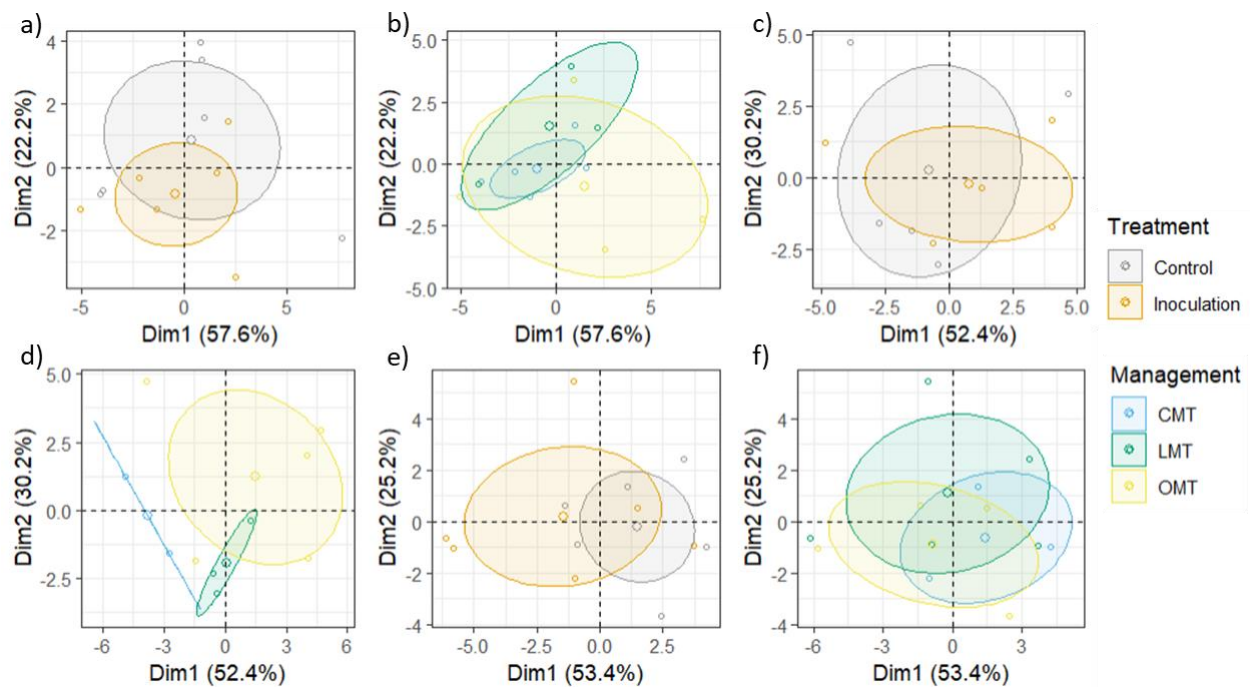 a)
4
2
0
-2
Dim2 (22.2%)
-5
0
5
Dim1 (57.6%)
b)
5.0
2.5
0.0
-2.5
-5.0
Dim2 (22.2%)
-5
0
5
Dim1 (57.6%)
c)
5.0
2.5
0.0
-2.5
Dim2 (30.2%)
-5.0
-2.5
0.0
2.5
5.0
Dim1 (52.4%)
d)
5.0
2.5
0.0
-2.5
Dim2 (30.2%)
-6
-3
0
3
6
Dim1 (52.4%)
e)
4
2
0
-2
-4
Dim2 (25.2%)
-5.0
-2.5
0.0
2.5
Dim1 (53.4%)
f)
4
2
0
-2
-4
Dim2 (25.2%)
-6
-3
0
3
Dim1 (53.4%)
Treatment
Control
Inoculation
Management
CMT
LMT
OMT